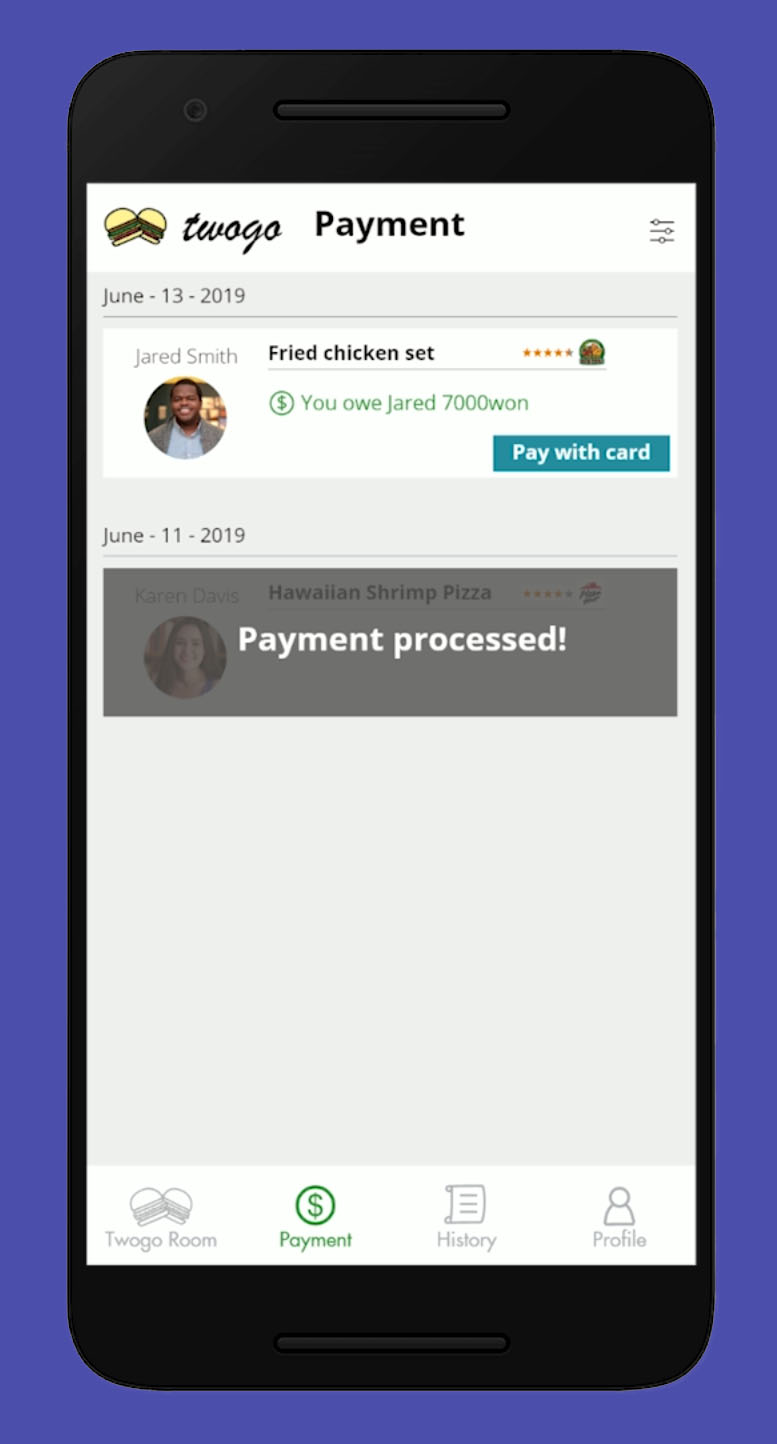 twogo Payment
June - 13 - 2019
Jared Smith
Fried chicken set
You owe Jared 7000won
Pay with card
June - 11 - 2019
Karen Davis
Hawaiian Shrimp Pizza
Payment processed!
Twogo Room
Payment
History
Profile